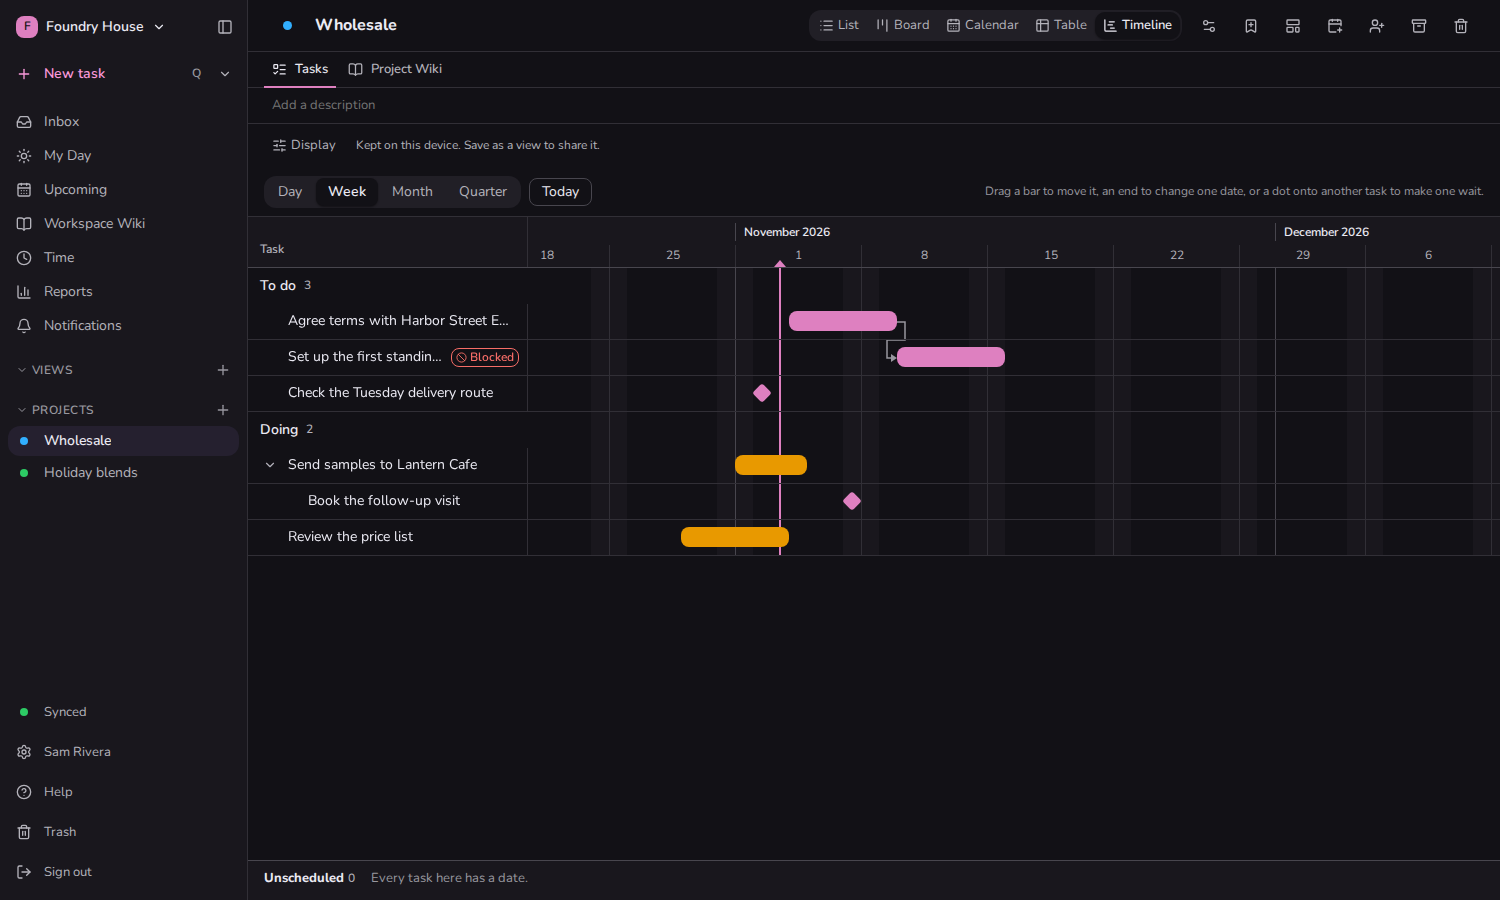 F Foundry House
New task Q
Inbox
My Day
Upcoming
Workspace Wiki
Time
Reports
Notifications
VIEWS
PROJECTS
Wholesale
Holiday blends
Synced
Sam Rivera
Help
Trash
Sign out
Wholesale
List Board Calendar Table Timeline
Tasks Project Wiki
Add a description
Display Kept on this device. Save as a view to share it.
Day Week Month Quarter Today
Drag a bar to move it, an end to change one date, or a dot onto another task to make one wait.
November 2026 December 2026
Task 18 25 1 8 15 22 29 6
To do 3
Agree terms with Harbor Street E...
Set up the first standin... Blocked
Check the Tuesday delivery route
Doing 2
Send samples to Lantern Cafe
Book the follow-up visit
Review the price list
Unscheduled 0 Every task here has a date.